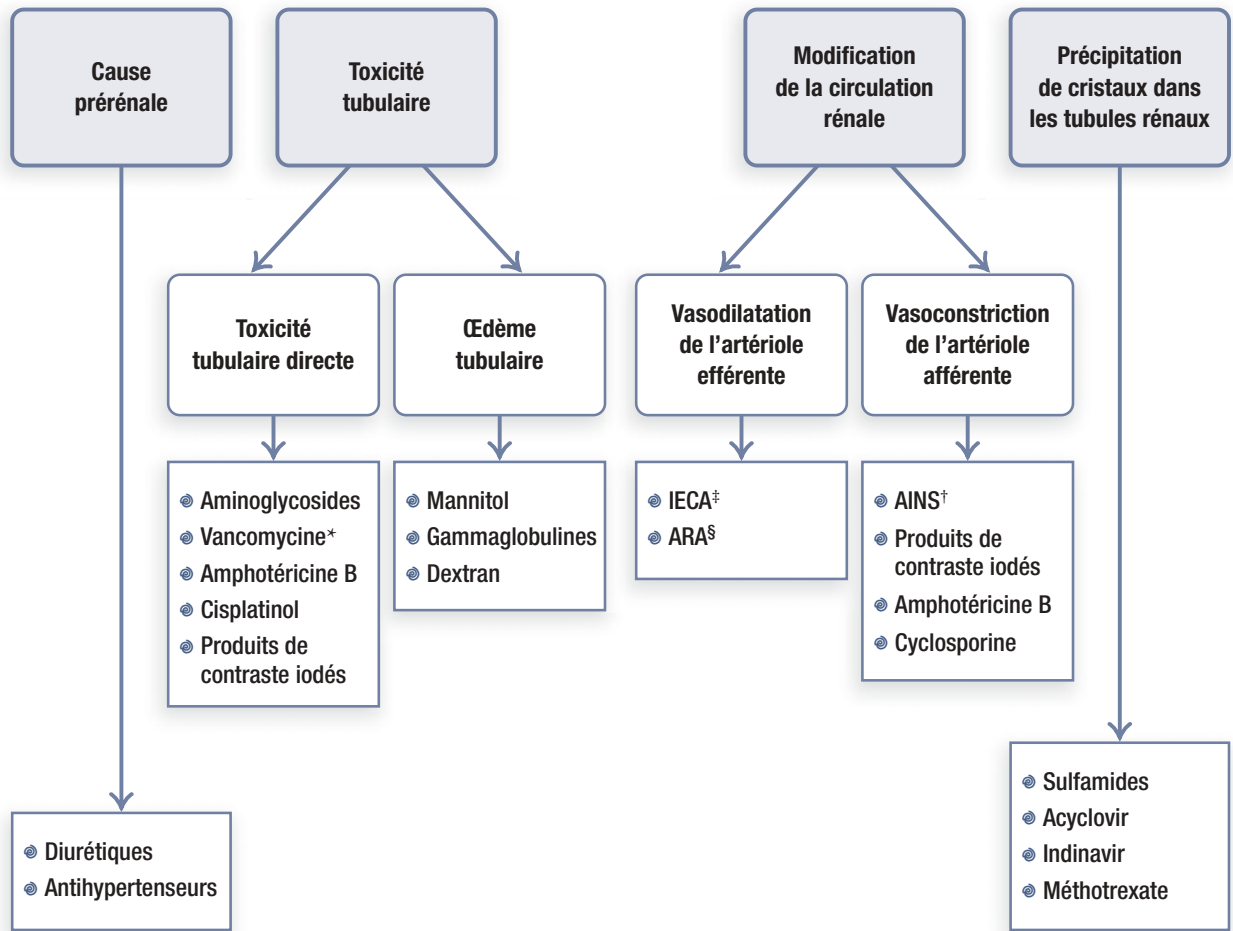 Cause
prérénale
Toxicité
tubulaire
Modification
de la circulation
rénale
Précipitation
de cristaux dans
les tubules rénaux
Toxicité
tubulaire directe
Œdème
tubulaire
Vasodilatation
de l’artériole
efférente
Vasoconstriction
de l’artériole
afférente
Aminoglycosides
Vancomycine*
Amphotéricine B
Cisplatinol
Produits de
contraste iodés
Mannitol
Gammaglobulines
Dextran
IECA‡
ARA§
AINS†
Produits de
contraste iodés
Amphotéricine B
Cyclosporine
Diurétiques
Antihypertenseurs
Sulfamides
Acyclovir
Indinavir
Méthotrexate